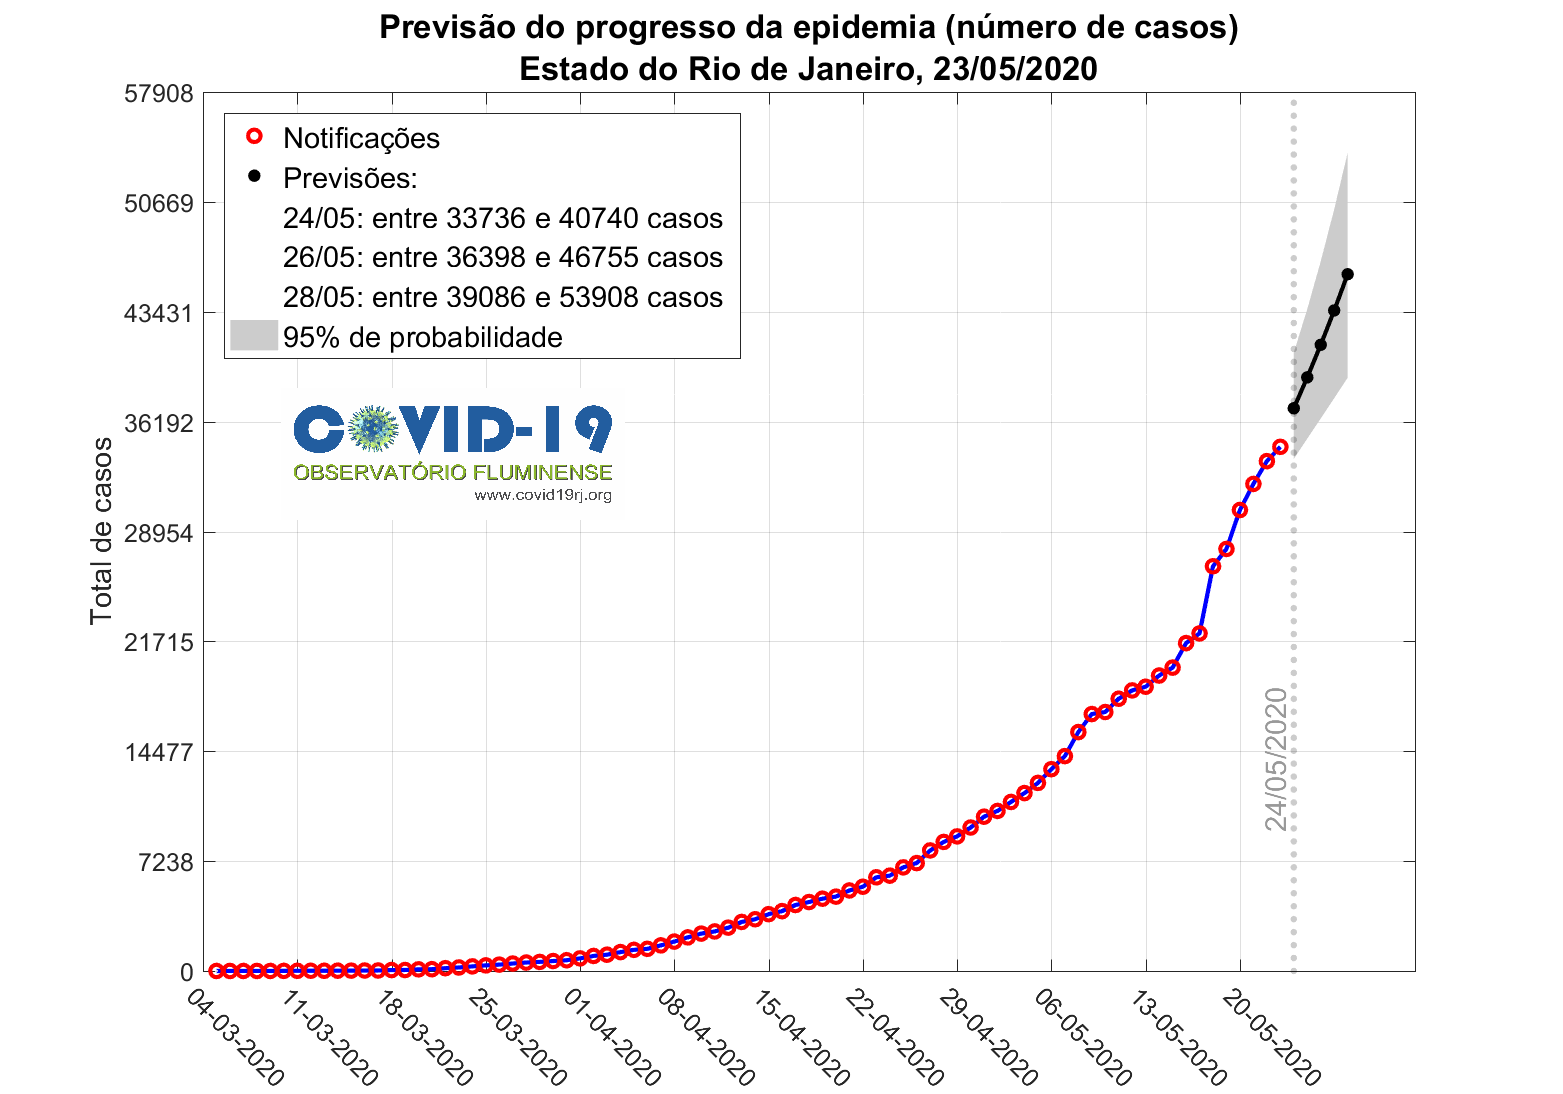 Previsão do progresso da epidemia (número de casos)
Estado do Rio de Janeiro, 23/05/2020
57908
50669
43431
36192
28954
21715
14477
7238
0
Total de casos
Notificações
Previsões:
24/05: entre 33736 e 40740 casos
26/05: entre 36398 e 46755 casos
28/05: entre 39086 e 53908 casos
95% de probabilidade
COVID-19
OBSERVATÓRIO FLUMINENSE
www.covid19rj.org
24/05/2020
04-03-2020
11-03-2020
18-03-2020
25-03-2020
01-04-2020
08-04-2020
15-04-2020
22-04-2020
29-04-2020
06-05-2020
13-05-2020
20-05-2020